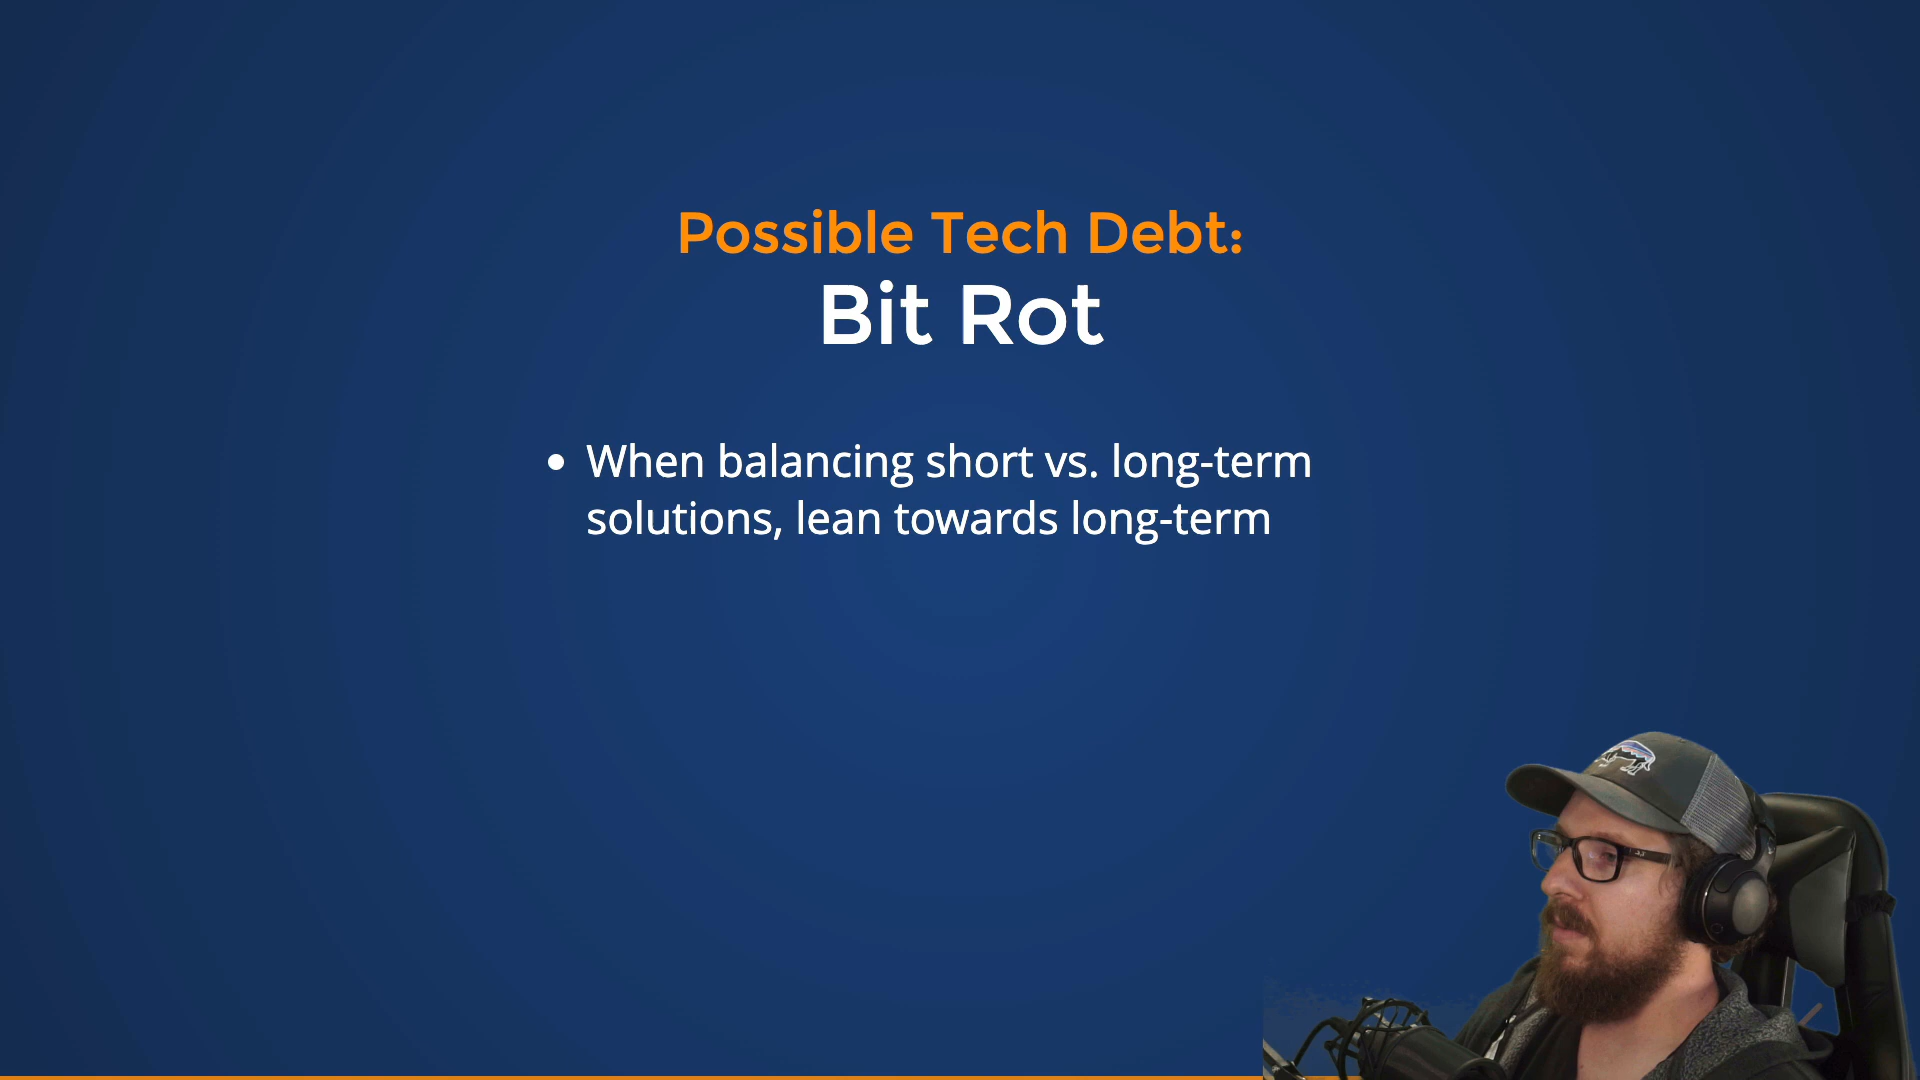 Possible Tech Debt:
Bit Rot
• When balancing short vs. long-term
solutions, lean towards long-term